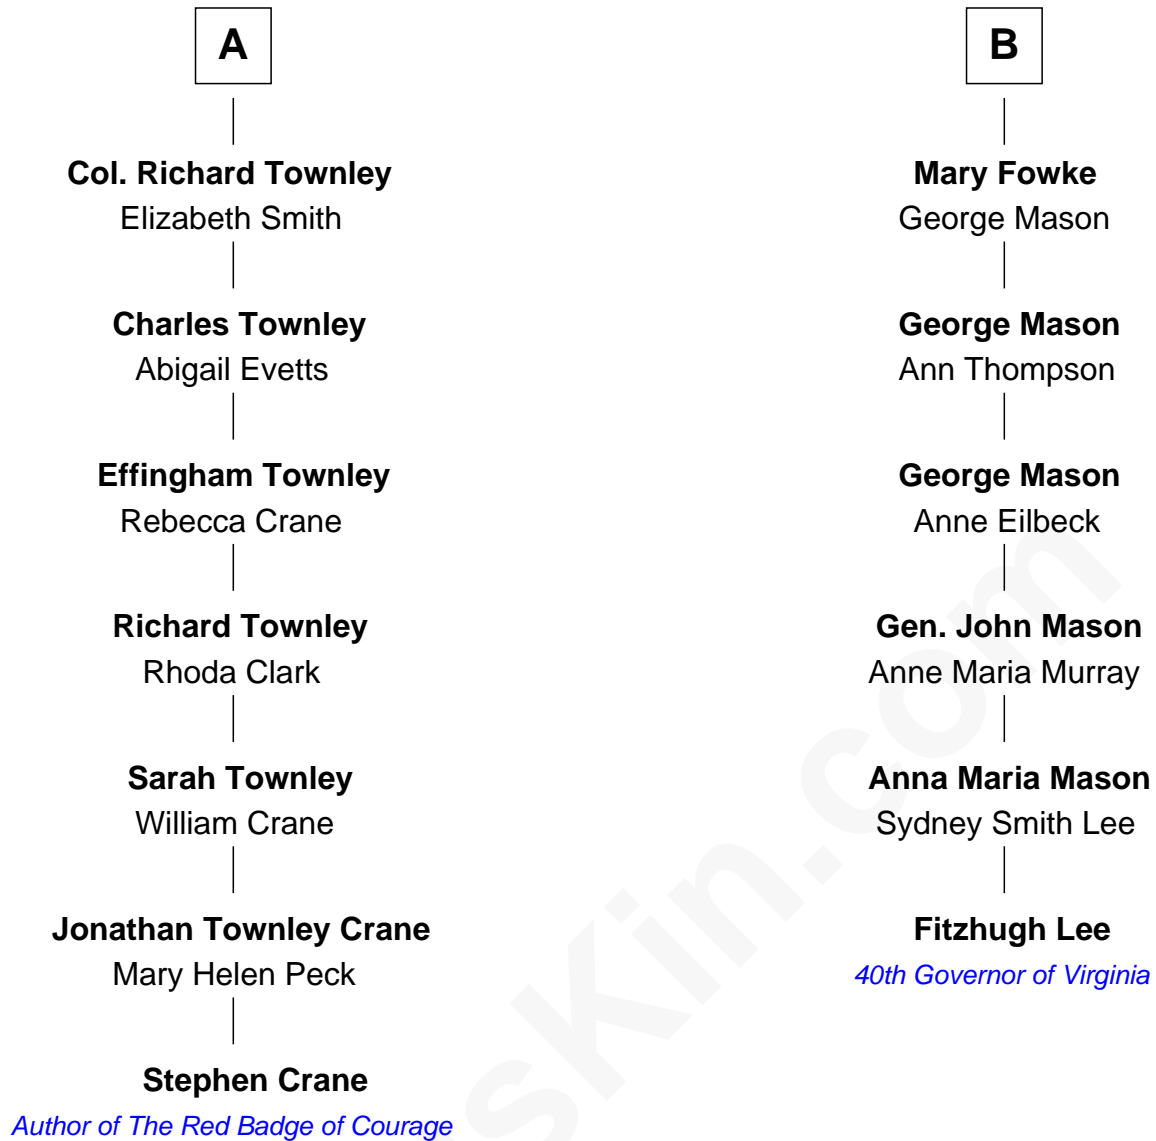 A
Col. Richard Townley
Elizabeth Smith
Charles Townley
Abigail Evetts
Effingham Townley
Rebecca Crane
Richard Townley
Rhoda Clark
Sarah Townley
William Crane
Jonathan Townley Crane
Mary Helen Peck
Stephen Crane
Author of The Red Badge of Courage
B
Mary Fowke
George Mason
George Mason
Ann Thompson
George Mason
Anne Eilbeck
Gen. John Mason
Anne Maria Murray
Anna Maria Mason
Sydney Smith Lee
Fitzhugh Lee
40th Governor of Virginia
sKin.com